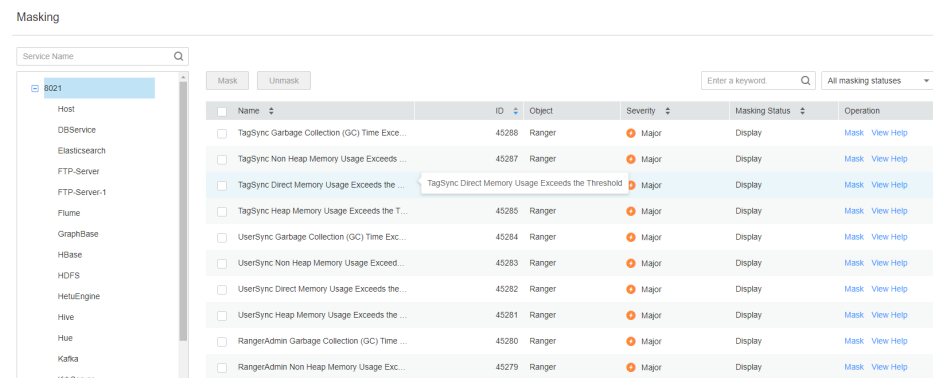 Masking
Service Name
8021
Host
DBService
Elasticsearch
FTP-Server
FTP-Server-1
Flume
GraphBase
HBase
HDFS
HetuEngine
Hive
Hue
Kafka
Mask Unmask Enter a keyword. All masking statuses
Name ID Object Severity Masking Status Operation
TagSync Garbage Collection (GC) Time Exce... 45288 Ranger Major Display Mask View Help
TagSync Non Heap Memory Usage Exceeds ... 45287 Ranger Major Display Mask View Help
TagSync Direct Memory Usage Exceeds the ... TagSync Direct Memory Usage Exceeds the Threshold Major Display Mask View Help
TagSync Heap Memory Usage Exceeds the T... 45285 Ranger Major Display Mask View Help
UserSync Garbage Collection (GC) Time Exc... 45284 Ranger Major Display Mask View Help
UserSync Non Heap Memory Usage Exceed... 45283 Ranger Major Display Mask View Help
UserSync Direct Memory Usage Exceeds the... 45282 Ranger Major Display Mask View Help
UserSync Heap Memory Usage Exceeds the ... 45281 Ranger Major Display Mask View Help
RangerAdmin Garbage Collection (GC) Time ... 45280 Ranger Major Display Mask View Help
RangerAdmin Non Heap Memory Usage Exc... 45279 Ranger Major Display Mask View Help